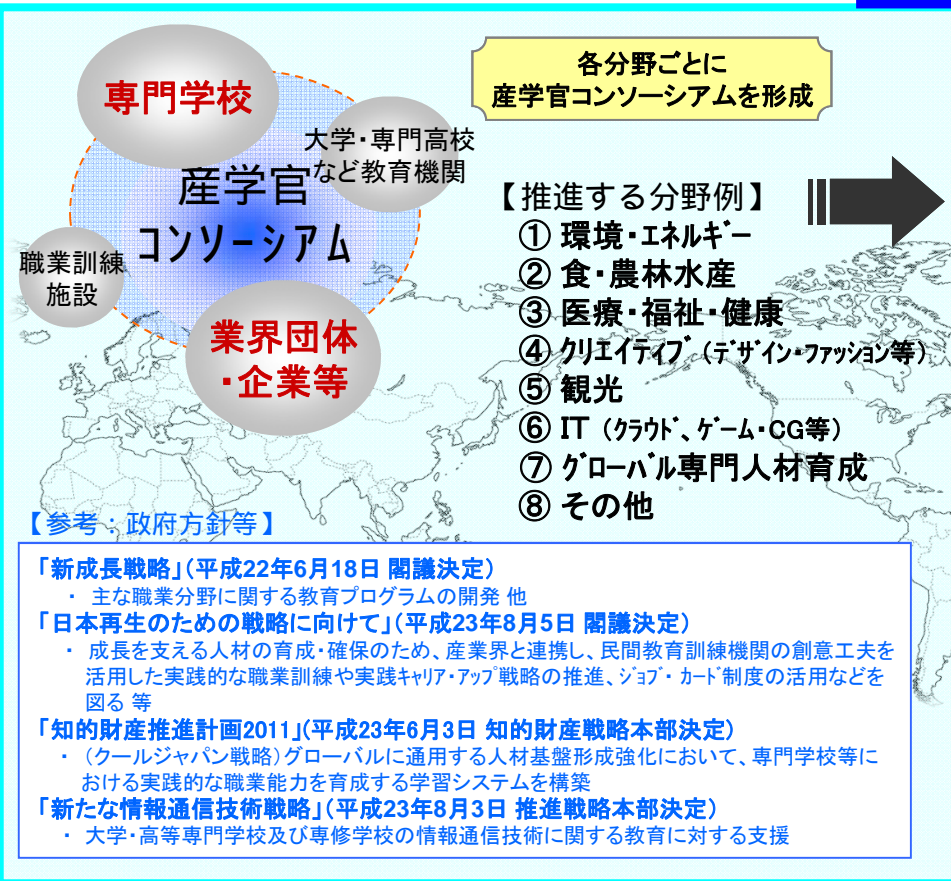 専門学校
大学・専門高校
など教育機関
産学官
コンソーシアム
職業訓練
施設
業界団体
・企業等
各分野ごとに
産学官コンソーシアムを形成
【推進する分野例】
① 環境・ｴﾈﾙｷﾞｰ
② 食・農林水産
③ 医療・福祉・健康
④ ｸﾘｴｲﾃｨﾌﾞ（ﾃﾞｻﾞｲﾝ・ﾌｧｯｼｮﾝ等）
⑤ 観光
⑥ IT（ｸﾗｳﾄﾞ、ｹﾞｰﾑ・CG等）
⑦ ｸﾞﾛｰﾊﾞﾙ専門人材育成
⑧ その他
【参考：政府方針等】
「新成長戦略」（平成22年6月18日 閣議決定）
・ 主な職業分野に関する教育プログラムの開発 他
「日本再生のための戦略に向けて」（平成23年8月5日 閣議決定）
・ 成長を支える人材の育成・確保のため、産業界と連携し、民間教育訓練機関の創意工夫を
活用した実践的な職業訓練や実践ｷｬﾘｱ・ｱｯﾌﾟ戦略の推進、ｼﾞｮﾌﾞ・ｶｰﾄﾞ制度の活用などを
図る 等
「知的財産推進計画2011」（平成23年6月3日 知的財産戦略本部決定）
・ （クールジャパン戦略）グローバルに通用する人材基盤形成強化において、専門学校等に
おける実践的な職業能力を育成する学習システムを構築
「新たな情報通信技術戦略」（平成23年8月3日 推進戦略本部決定）
・ 大学・高等専門学校及び専修学校の情報通信技術に関する教育に対する支援